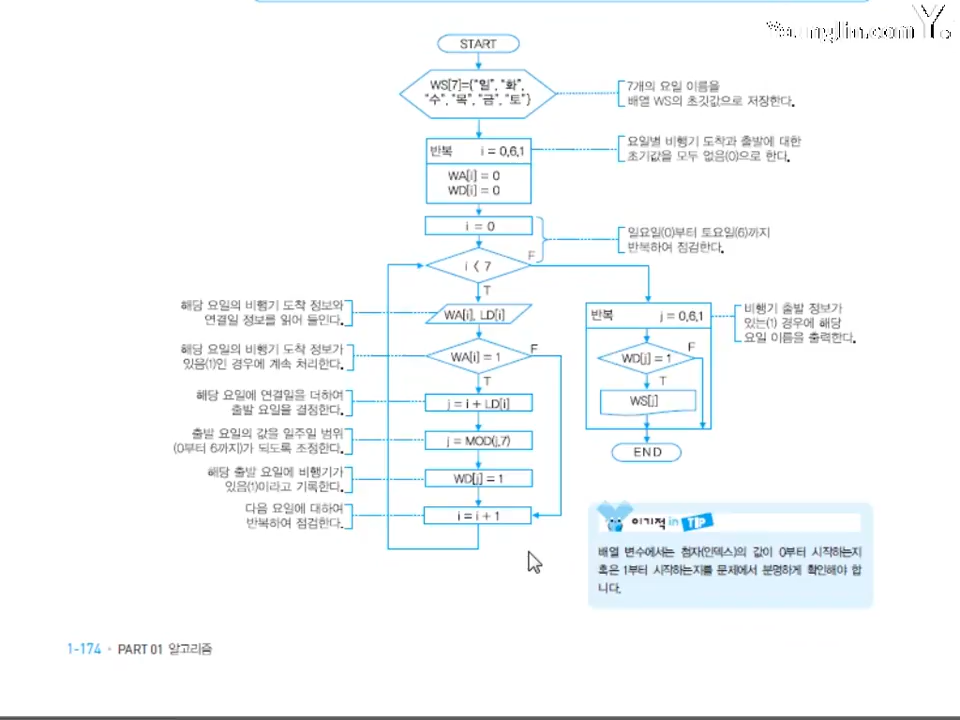 Younglin.com Y.
START
WS[7]={"일", "화",
"수", "목", "금", "토"}
7개의 요일 이름을
배열 WS의 초깃값으로 저장한다.
반복 i = 0,6,1
WA[i] = 0
WD[i] = 0
요일별 비행기 도착과 출발에 대한
초기값을 모두 없음(0)으로 한다.
i = 0
일요일(0)부터 토요일(6)까지
반복하여 점검한다.
i < 7
F
T
해당 요일의 비행기 도착 정보와
연결일 정보를 읽어 들인다.
WA[i], LD[i]
해당 요일의 비행기 도착 정보가
있음(1)인 경우에 계속 처리한다.
WA[i] = 1
F
T
해당 요일에 연결일을 더하여
출발 요일을 결정한다.
j = i + LD[i]
출발 요일의 값을 일주일 범위
(0부터 6까지)가 되도록 조정한다.
j = MOD(j,7)
해당 출발 요일에 비행기가
있음(1)이라고 기록한다.
WD[j] = 1
다음 요일에 대하여
반복하여 점검한다.
i = i + 1
반복 j = 0,6,1
WD[j] = 1
F
T
WS[j]
END
비행기 출발 정보가
있는(1) 경우에 해당
요일 이름을 출력한다.
이기적 in TIP
배열 변수에서는 첨자(인덱스)의 값이 0부터 시작하는지
혹은 1부터 시작하는지를 문제에서 분명하게 확인해야 합
니다.
1-174 • PART 01 알고리즘